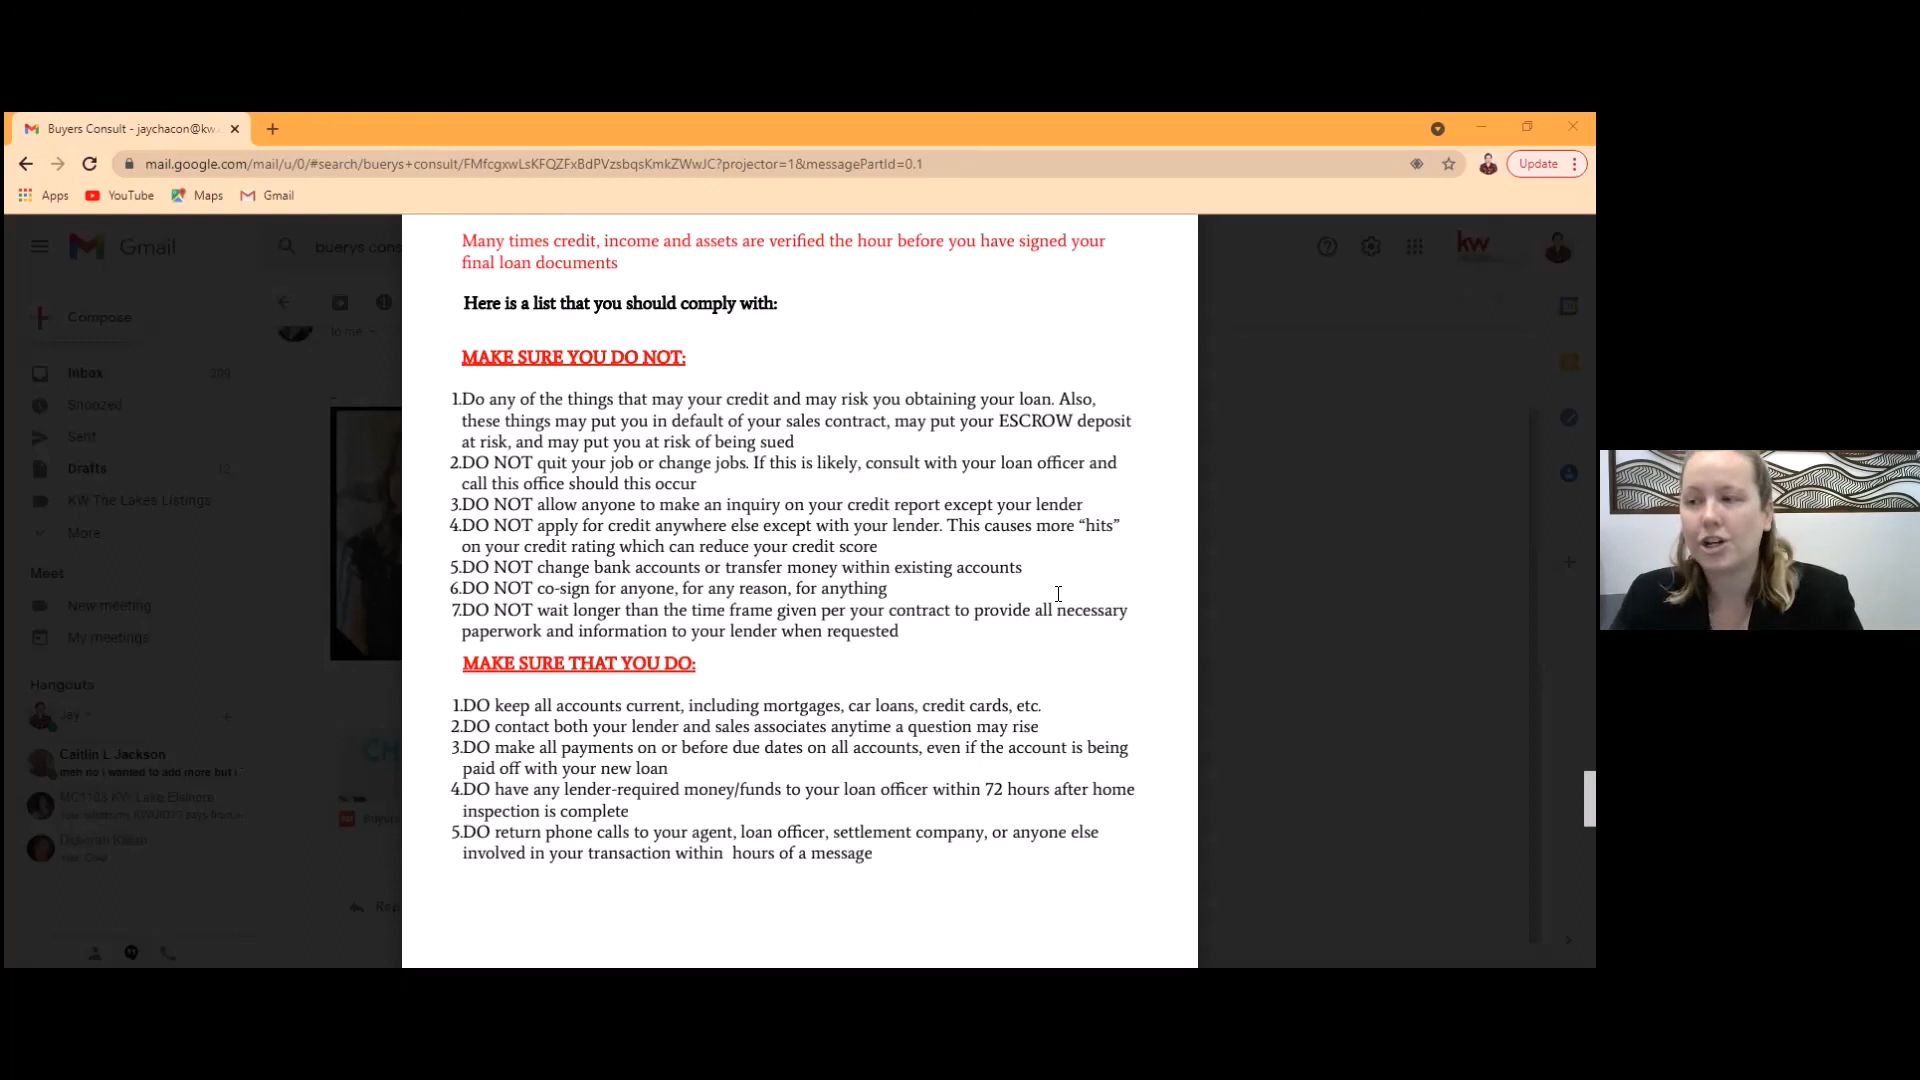 Buyers Consult - jaychacon@kw.
mail.google.com/mail/u/0/#search/buerys+consult/FMfcgxwLsKFQZFxBdPVzsbqsKmkZWwJC?projector=1&messagePartId=0.1
Update
Apps YouTube Maps Gmail
Gmail
buerys cons
kw
Compose
to me
Inbox 209
Snoozed
Sent
Drafts 12
KW The Lakes Listings
More
Meet
New meeting
My meetings
Hangouts
Jay
Caitlin L Jackson
meh no i wanted to add more but i
Many times credit, income and assets are verified the hour before you have signed your
final loan documents
Here is a list that you should comply with:
MAKE SURE YOU DO NOT:
1.Do any of the things that may your credit and may risk you obtaining your loan. Also,
these things may put you in default of your sales contract, may put your ESCROW deposit
at risk, and may put you at risk of being sued
2.DO NOT quit your job or change jobs. If this is likely, consult with your loan officer and
call this office should this occur
3.DO NOT allow anyone to make an inquiry on your credit report except your lender
4.DO NOT apply for credit anywhere else except with your lender. This causes more “hits”
on your credit rating which can reduce your credit score
5.DO NOT change bank accounts or transfer money within existing accounts
6.DO NOT co-sign for anyone, for any reason, for anything
7.DO NOT wait longer than the time frame given per your contract to provide all necessary
paperwork and information to your lender when requested
MAKE SURE THAT YOU DO:
1.DO keep all accounts current, including mortgages, car loans, credit cards, etc.
2.DO contact both your lender and sales associates anytime a question may rise
3.DO make all payments on or before due dates on all accounts, even if the account is being
paid off with your new loan
4.DO have any lender-required money/funds to your loan officer within 72 hours after home
inspection is complete
5.DO return phone calls to your agent, loan officer, settlement company, or anyone else
involved in your transaction within hours of a message